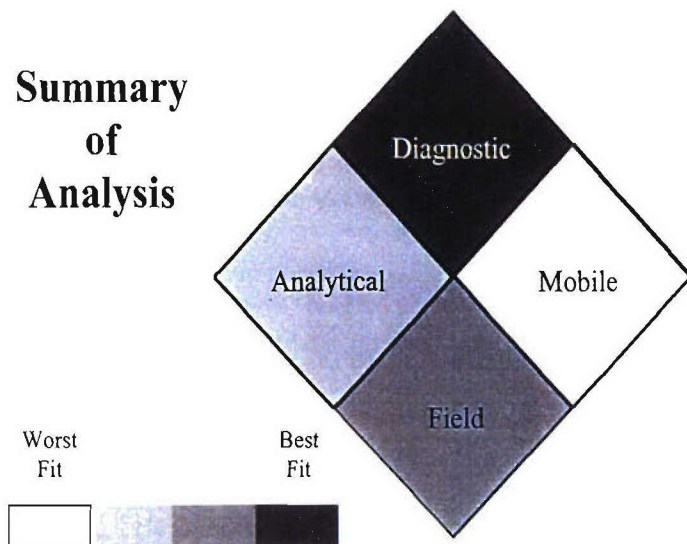 Summary
of
Analysis
Diagnostic
Analytical
Mobile
Field
Worst
Fit
Best
Fit